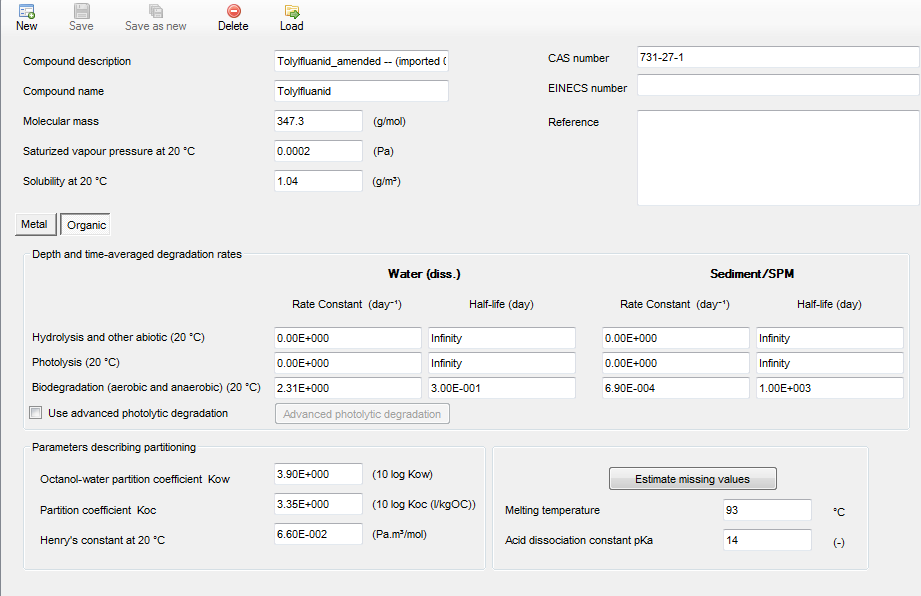 New Save Save as new Delete Load
Compound description Tolylfluanid_amended -- (imported 0 CAS number 731-27-1
Compound name Tolylfluanid EINECS number
Molecular mass 347.3 (g/mol) Reference
Saturized vapour pressure at 20 °C 0.0002 (Pa)
Solubility at 20 °C 1.04 (g/m³)
Metal Organic
Depth and time-averaged degradation rates
Water (diss.) Sediment/SPM
Rate Constant (day⁻¹) Half-life (day) Rate Constant (day⁻¹) Half-life (day)
Hydrolysis and other abiotic (20 °C) 0.00E+000 Infinity 0.00E+000 Infinity
Photolysis (20 °C) 0.00E+000 Infinity 0.00E+000 Infinity
Biodegradation (aerobic and anaerobic) (20 °C) 2.31E+000 3.00E-001 6.90E-004 1.00E+003
Use advanced photolytic degradation Advanced photolytic degradation
Parameters describing partitioning
Octanol-water partition coefficient Kow 3.90E+000 (10 log Kow) Estimate missing values
Partition coefficient Koc 3.35E+000 (10 log Koc (l/kgOC)) Melting temperature 93 °C
Henry's constant at 20 °C 6.60E-002 (Pa.m³/mol) Acid dissociation constant pKa 14 (-)